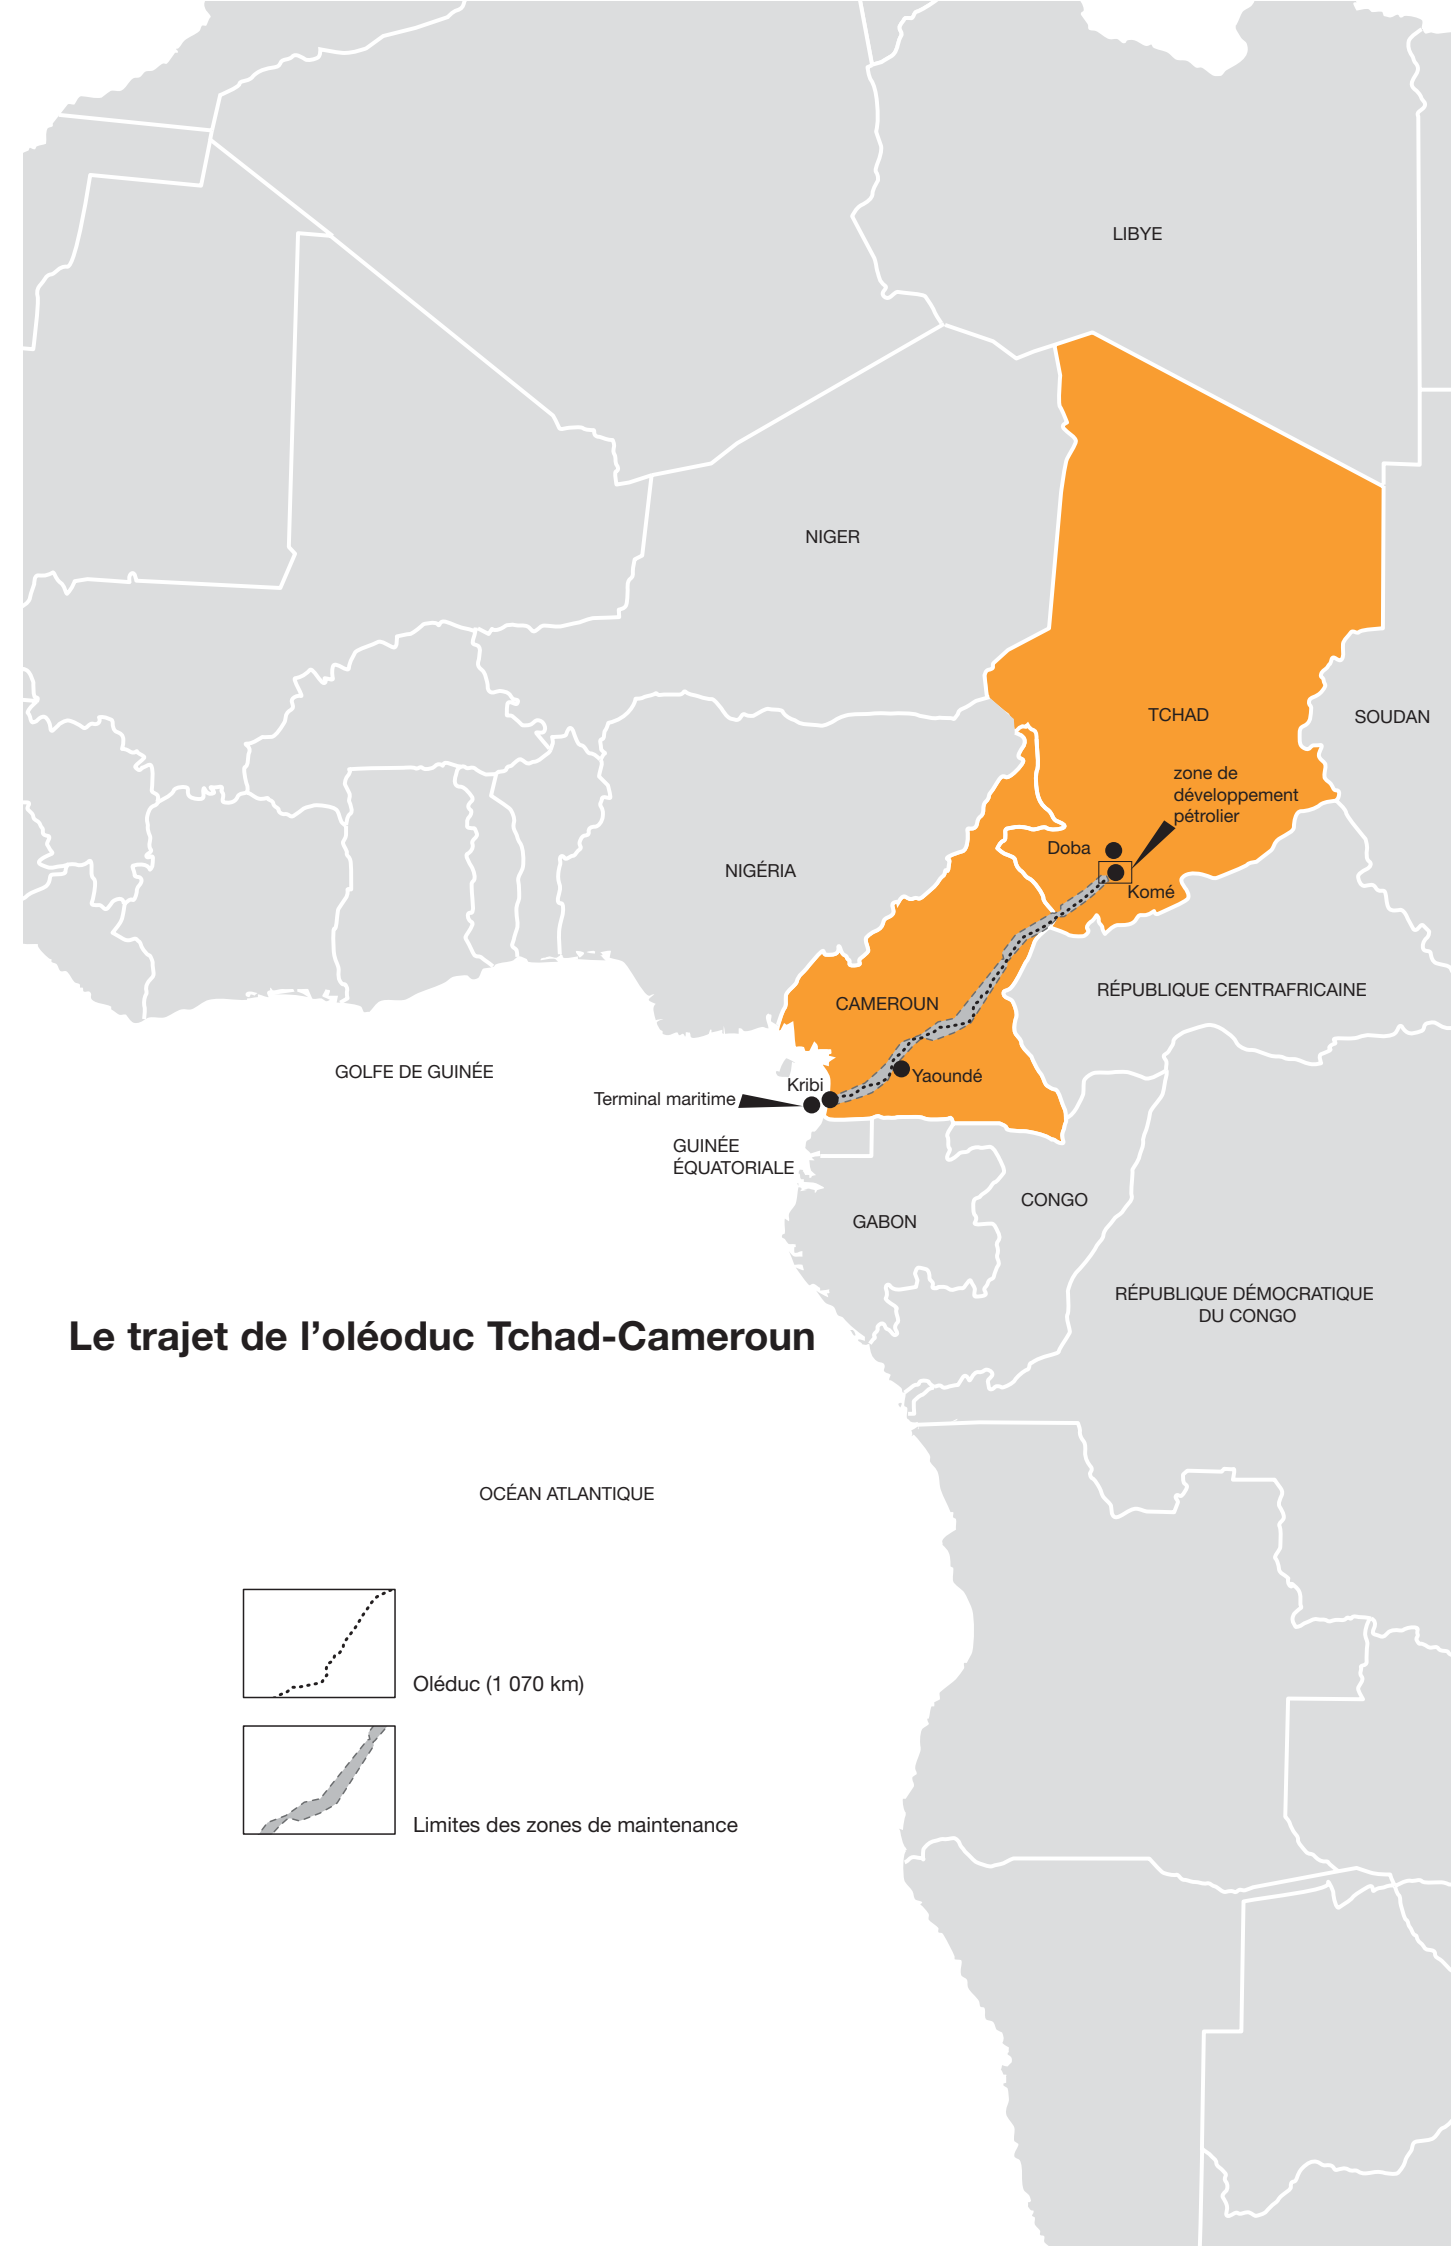 LIBYE
NIGER
TCHAD
SOUDAN
zone de
développement
pétrolier
Doba
NIGÉRIA
Komé
RÉPUBLIQUE CENTRAFRICAINE
CAMEROUN
GOLFE DE GUINÉE
Yaoundé
Kribi
Terminal maritime
GUINÉE
ÉQUATORIALE
CONGO
GABON
RÉPUBLIQUE DÉMOCRATIQUE
DU CONGO
Le trajet de l’oléoduc Tchad-Cameroun
OCÉAN ATLANTIQUE
Oléduc (1 070 km)
Limites des zones de maintenance